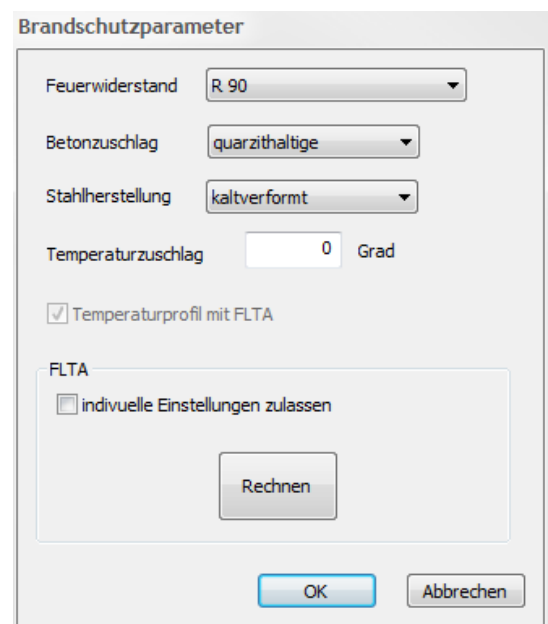 Brandschutzparameter
Feuerwiderstand R 90
Betonzuschlag quarzithaltige
Stahlherstellung kaltverformt
Temperaturzuschlag 0 Grad
Temperaturprofil mit FLTA
FLTA
indivuelle Einstellungen zulassen
Rechnen
OK Abbrechen